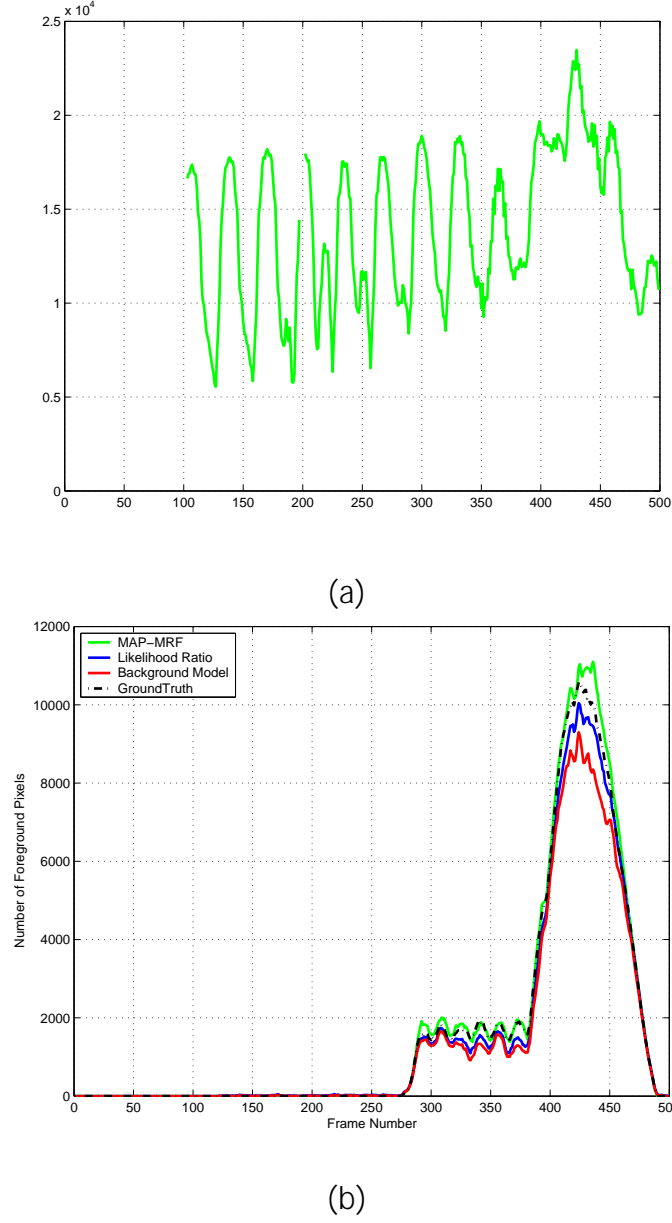 2.5 x 10^4
2
1.5
1
0.5
0
0 50 100 150 200 250 300 350 400 450 500
(a)
12000
MAP−MRF
Likelihood Ratio
Background Model
GroundTruth
10000
8000
6000
4000
2000
0
Number of Foreground Pixels
0 50 100 150 200 250 300 350 400 450 500
Frame Number
(b)